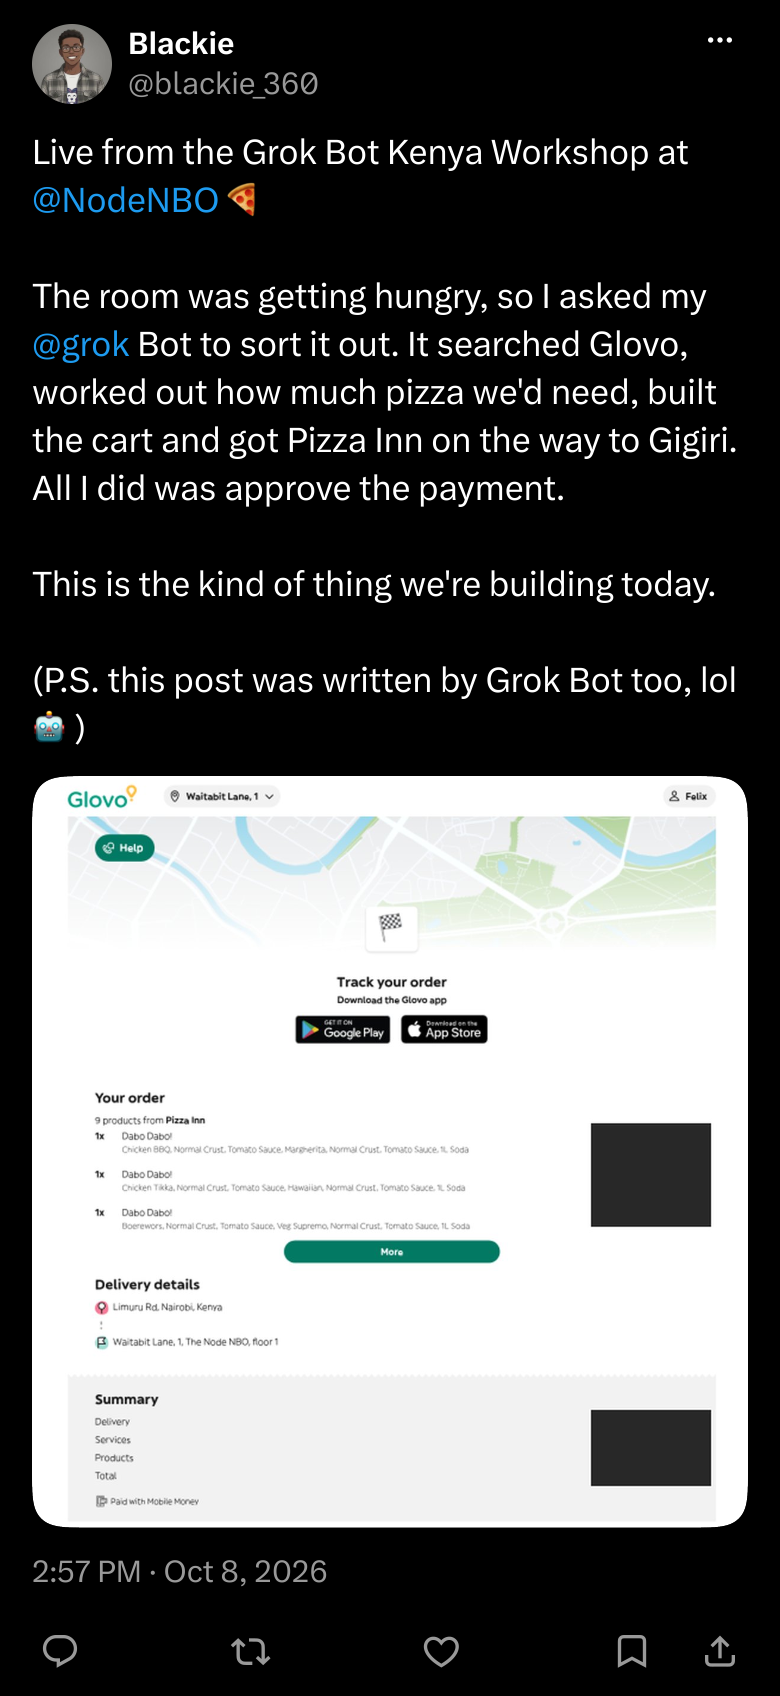 Blackie
@blackie_360
Live from the Grok Bot Kenya Workshop at
@NodeNBO 🍕
The room was getting hungry, so I asked my
@grok Bot to sort it out. It searched Glovo,
worked out how much pizza we'd need, built
the cart and got Pizza Inn on the way to Gigiri.
All I did was approve the payment.
This is the kind of thing we're building today.
(P.S. this post was written by Grok Bot too, lol
🤖 )
Glovo
Waitabit Lane, 1
Felix
Help
Track your order
Download the Glovo app
GET IT ON
Google Play
Download on the
App Store
Your order
9 products from Pizza Inn
1x Dabo Dabo!
Chicken BBQ, Normal Crust, Tomato Sauce, Margherita, Normal Crust, Tomato Sauce, 1L Soda
1x Dabo Dabo!
Chicken Tikka, Normal Crust, Tomato Sauce, Hawaiian, Normal Crust, Tomato Sauce, 1L Soda
1x Dabo Dabo!
Boerewors, Normal Crust, Tomato Sauce, Veg Supremo, Normal Crust, Tomato Sauce, 1L Soda
More
Delivery details
Limuru Rd, Nairobi, Kenya
Waitabit Lane, 1, The Node NBO, floor 1
Summary
Delivery
Services
Products
Total
Paid with Mobile Money
2:57 PM · Oct 8, 2026